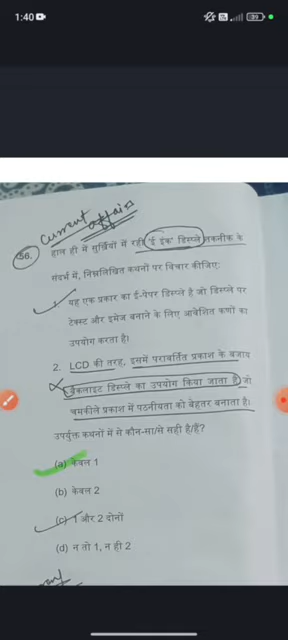 1:40
Current
affairs
56. हाल ही में सुर्खियों में रही 'ई इंक' डिस्प्ले तकनीक के
संदर्भ में, निम्नलिखित कथनों पर विचार कीजिए:
यह एक प्रकार का ई-पेपर डिस्प्ले है जो डिस्प्ले पर
टेक्स्ट और इमेज बनाने के लिए आवेशित कणों का
उपयोग करता है।
2. LCD की तरह, इसमें परावर्तित प्रकाश के बजाय
बैकलाइट डिस्प्ले का उपयोग किया जाता है जो
चमकीले प्रकाश में पठनीयता को बेहतर बनाता है।
उपर्युक्त कथनों में से कौन-सा/से सही है/हैं?
(a) केवल 1
(b) केवल 2
(c) 1 और 2 दोनों
(d) न तो 1, न ही 2